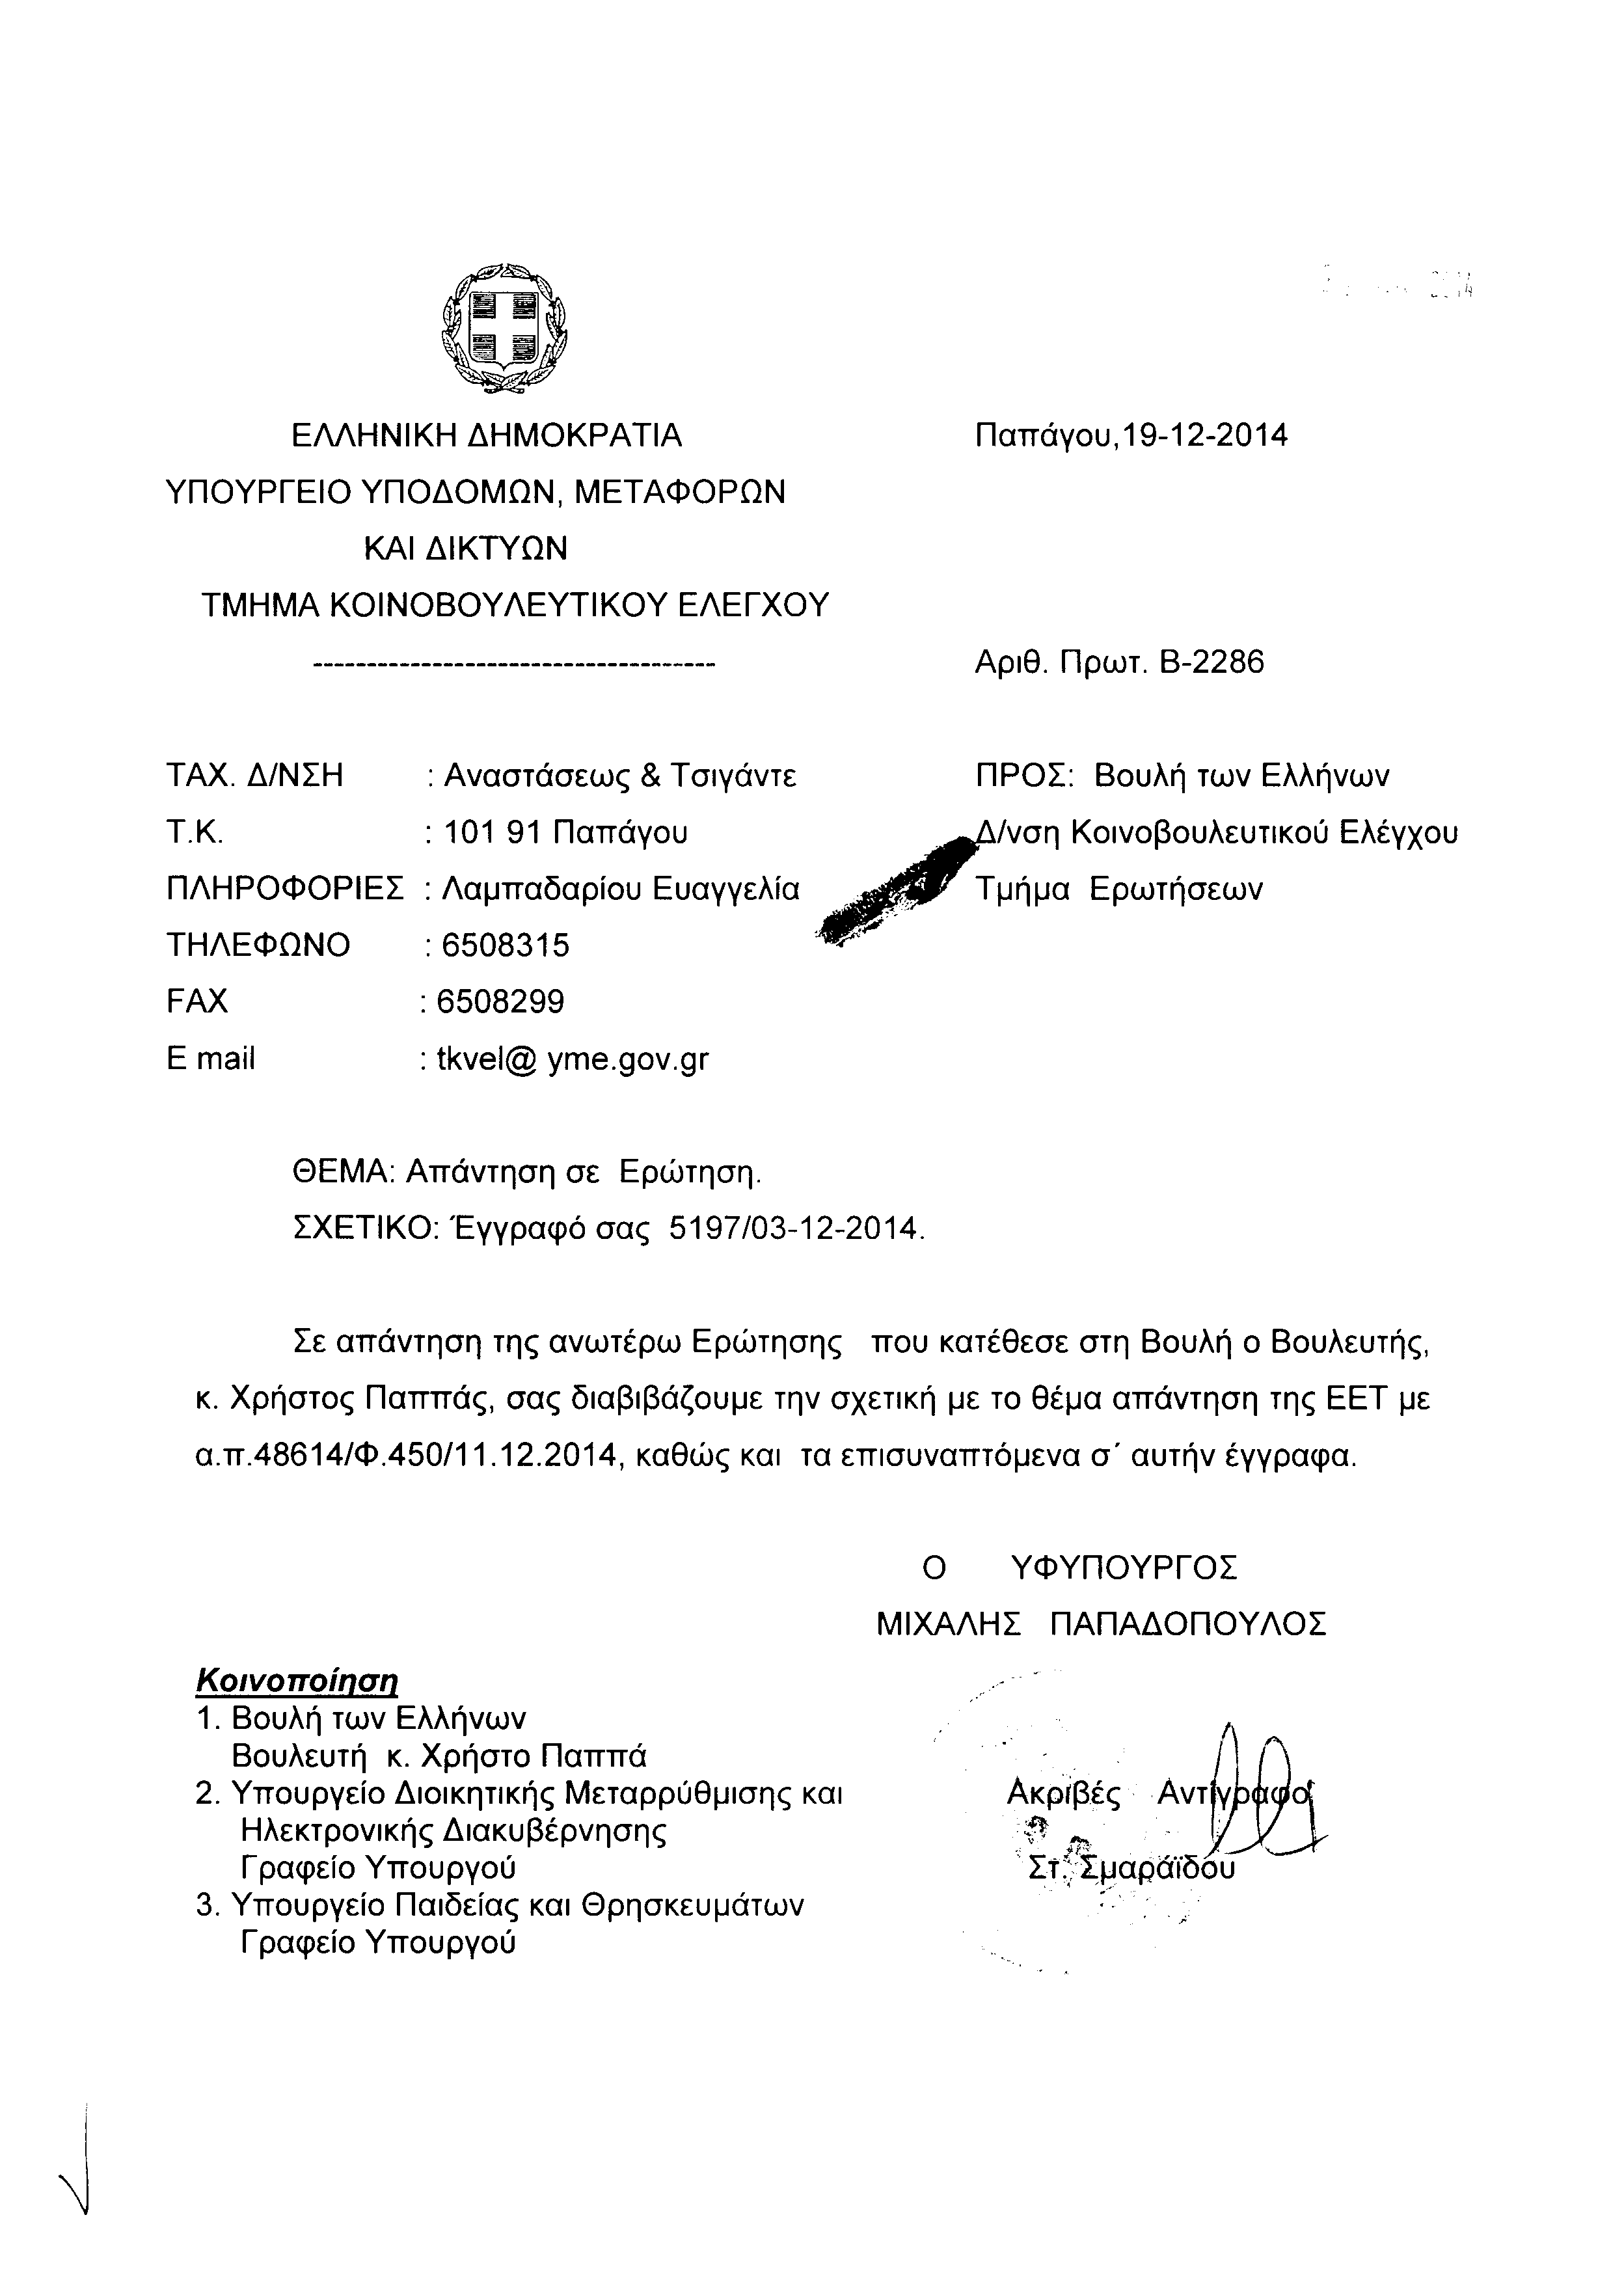 ΕΛΛΗΝΙΚΗ ΔΗΜΟΚΡΑΤΙΑ
ΥΠΟΥΡΓΕΙΟ ΥΠΟΔΟΜΩΝ, ΜΕΤΑΦΟΡΩΝ
ΚΑΙ ΔΙΚΤΥΩΝ
ΤΜΗΜΑ ΚΟΙΝΟΒΟΥΛΕΥΤΙΚΟΥ ΕΛΕΓΧΟΥ
-------------------------------------
Παπάγου,19-12-2014
Αριθ. Πρωτ. Β-2286
ΤΑΧ. Δ/ΝΣΗ : Αναστάσεως & Τσιγάντε
Τ.Κ. : 101 91 Παπάγου
ΠΛΗΡΟΦΟΡΙΕΣ : Λαμπαδαρίου Ευαγγελία
ΤΗΛΕΦΩΝΟ : 6508315
FAX : 6508299
E mail : tkvel@ yme.gov.gr
ΠΡΟΣ: Βουλή των Ελλήνων
Δ/νση Κοινοβουλευτικού Ελέγχου
Τμήμα Ερωτήσεων
ΘΕΜΑ: Απάντηση σε Ερώτηση.
ΣΧΕΤΙΚΟ: Έγγραφό σας 5197/03-12-2014.
Σε απάντηση της ανωτέρω Ερώτησης που κατέθεσε στη Βουλή ο Βουλευτής,
κ. Χρήστος Παππάς, σας διαβιβάζουμε την σχετική με το θέμα απάντηση της ΕΕΤ με
α.π.48614/Φ.450/11.12.2014, καθώς και τα επισυναπτόμενα σ΄ αυτήν έγγραφα.
Ο ΥΦΥΠΟΥΡΓΟΣ
ΜΙΧΑΛΗΣ ΠΑΠΑΔΟΠΟΥΛΟΣ
Κοινοποίηση
1. Βουλή των Ελλήνων
Βουλευτή κ. Χρήστο Παππά
2. Υπουργείο Διοικητικής Μεταρρύθμισης και
Ηλεκτρονικής Διακυβέρνησης
Γραφείο Υπουργού
3. Υπουργείο Παιδείας και Θρησκευμάτων
Γραφείο Υπουργού
Ακριβές Αντίγραφο
Στ. Σμαραϊδου